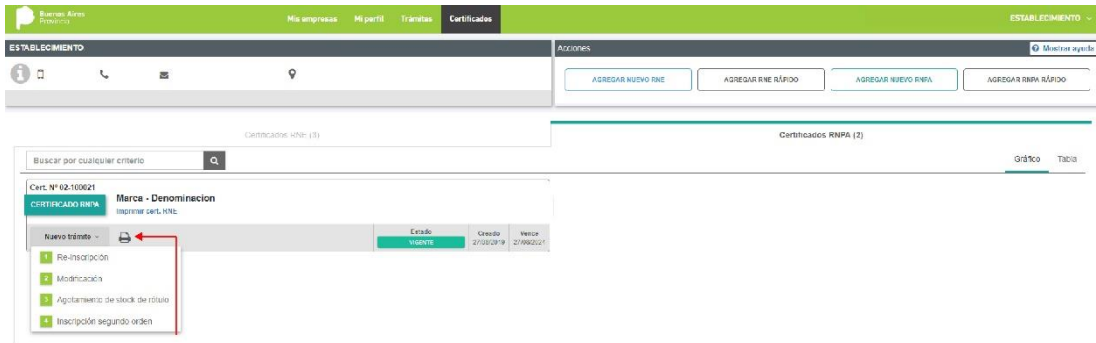 Buenos Aires
Provincia
Mis empresas Mi perfil Trámites Certificados ESTABLECIMIENTO
ESTABLECIMIENTO
Acciones
Mostrar ayuda
AGREGAR NUEVO RNE AGREGAR RNE RÁPIDO AGREGAR NUEVO RNPA AGREGAR RNPA RÁPIDO
Certificados RNE (3) Certificados RNPA (2)
Buscar por cualquier criterio
Gráfico Tabla
Cert. Nº 02-100021
CERTIFICADO RNPA
Marca - Denominacion
Imprimir cert. RNE
Nuevo trámite
Estado Creado Vence
VIGENTE 27/08/2019 27/08/2024
1 Re-inscripción
2 Modificación
3 Agotamiento de stock de rótulo
4 Inscripción segundo orden